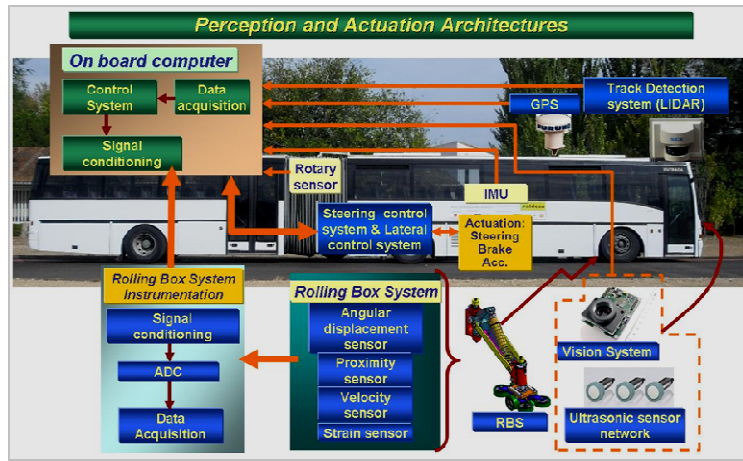 Perception and Actuation Architectures
On board computer
Control
System
Data
acquisition
Signal
conditioning
Track Detection
system (LIDAR)
GPS
Rotary
sensor
IMU
Steering control
system & Lateral
control system
Actuation:
Steering
Brake
Acc.
Rolling Box System
Instrumentation
Signal
conditioning
ADC
Data
Acquisition
Rolling Box System
Angular
displacement
sensor
Proximity
sensor
Velocity
sensor
Strain sensor
RBS
Vision System
Ultrasonic sensor
network